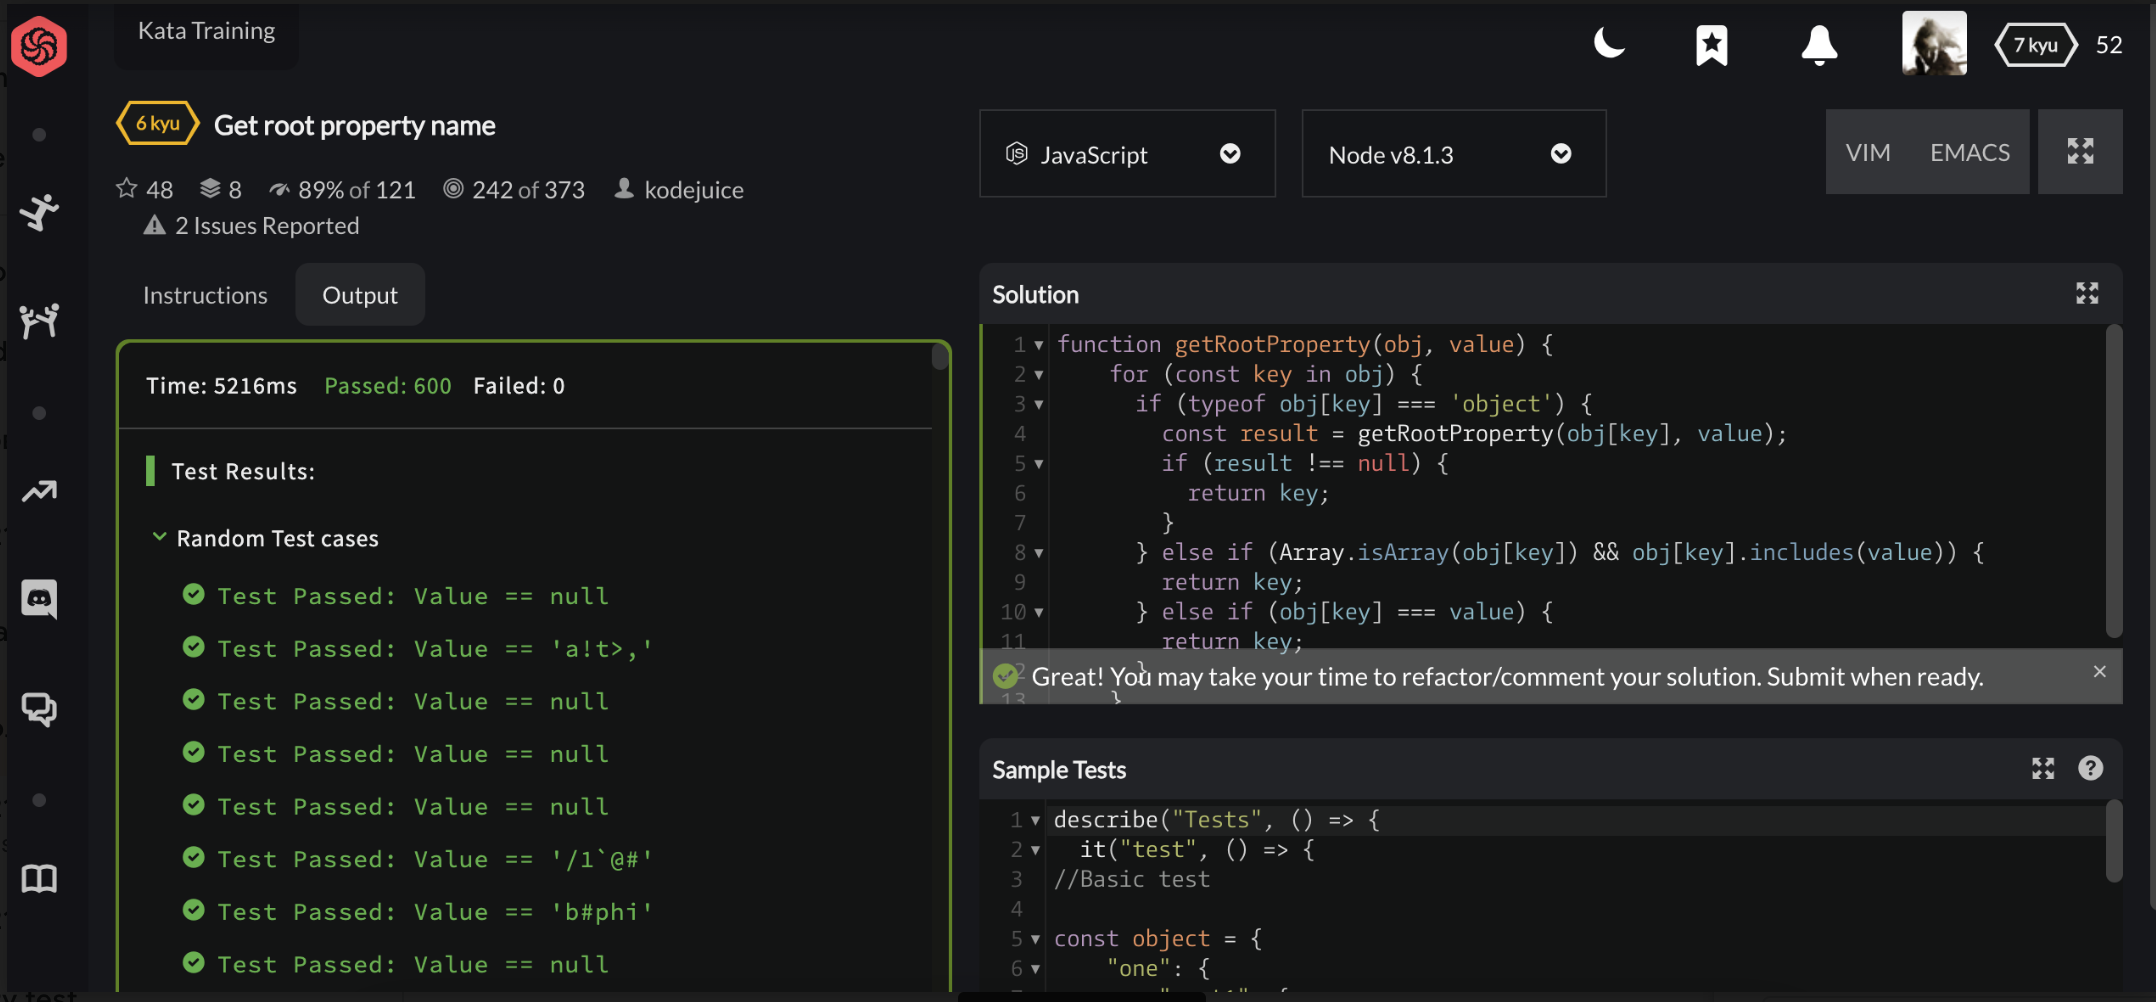 Kata Training
7 kyu 52
6 kyu Get root property name
48 8 89% of 121 242 of 373 kodejuice
2 Issues Reported
JavaScript
Node v8.1.3
VIM EMACS
Instructions Output
Time: 5216ms Passed: 600 Failed: 0
Test Results:
Random Test cases
Test Passed: Value == null
Test Passed: Value == 'a!t>,'
Test Passed: Value == null
Test Passed: Value == null
Test Passed: Value == null
Test Passed: Value == '/1`@#'
Test Passed: Value == 'b#phi'
Test Passed: Value == null
Solution
1 function getRootProperty(obj, value) {
2 for (const key in obj) {
3 if (typeof obj[key] === 'object') {
4 const result = getRootProperty(obj[key], value);
5 if (result !== null) {
6 return key;
7 }
8 } else if (Array.isArray(obj[key]) && obj[key].includes(value)) {
9 return key;
10 } else if (obj[key] === value) {
11 return key;
12 }
13 }
Great! You may take your time to refactor/comment your solution. Submit when ready.
Sample Tests
1 describe("Tests", () => {
2 it("test", () => {
3 //Basic test
4
5 const object = {
6 "one": {